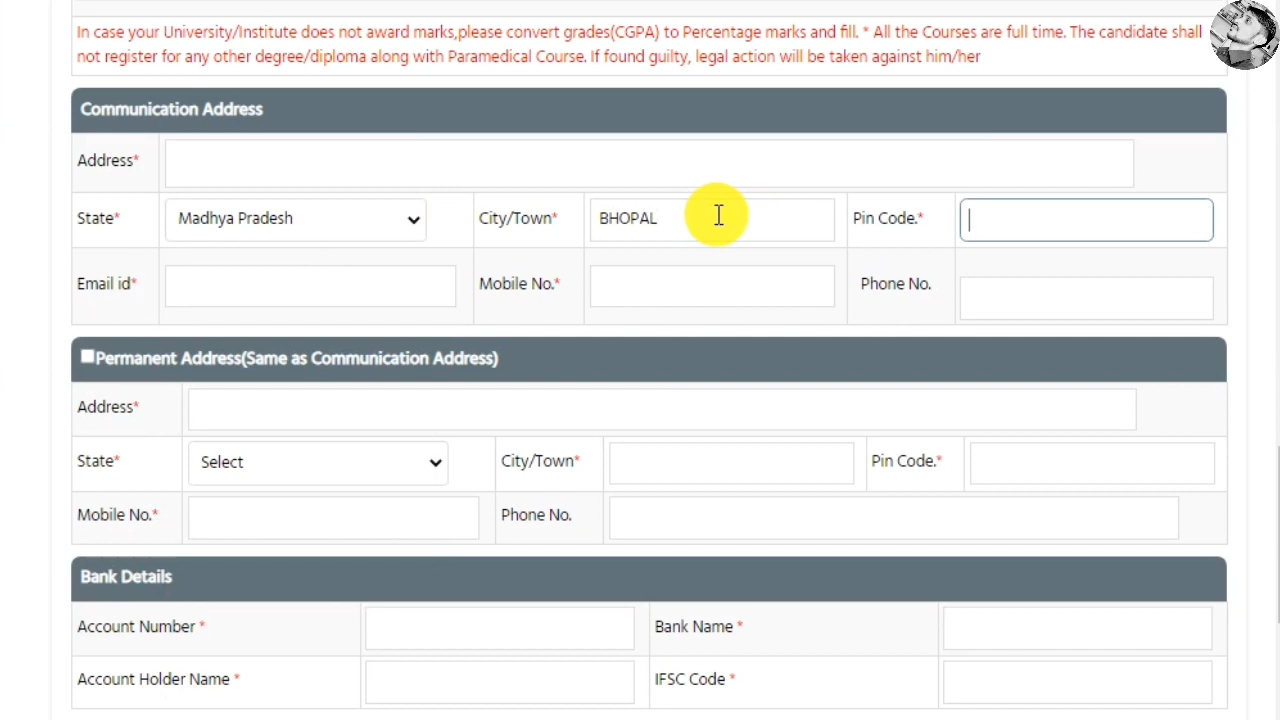 In case your University/Institute does not award marks,please convert grades(CGPA) to Percentage marks and fill. * All the Courses are full time. The candidate shall
not register for any other degree/diploma along with Paramedical Course. If found guilty, legal action will be taken against him/her
Communication Address
Address*
State* Madhya Pradesh City/Town* BHOPAL Pin Code.*
Email id* Mobile No.* Phone No.
Permanent Address(Same as Communication Address)
Address*
State* Select City/Town* Pin Code.*
Mobile No.* Phone No.
Bank Details
Account Number * Bank Name *
Account Holder Name * IFSC Code *